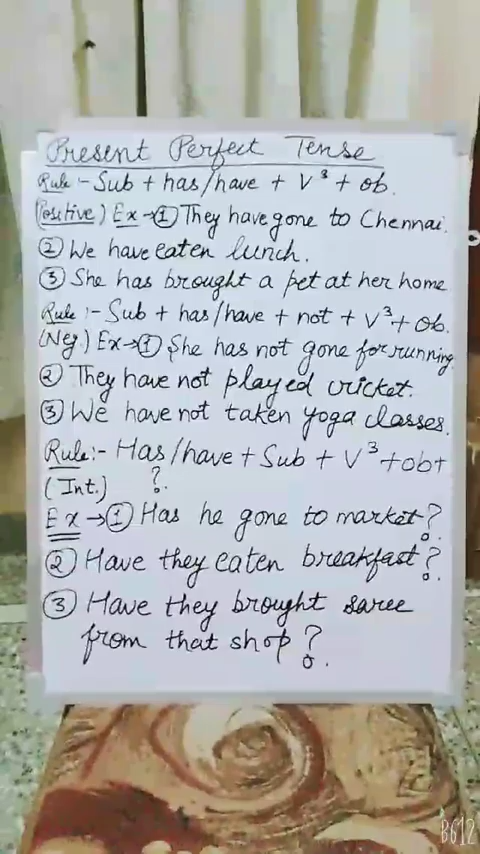 Present Perfect Tense
Rule:- Sub + has/have + V³ + ob.
(Positive) Ex → ① They have gone to Chennai.
② We have eaten lunch.
③ She has brought a pet at her home
Rule:- Sub + has/have + not + V³ + Ob.
(Neg.) Ex → ① She has not gone for running.
② They have not played cricket.
③ We have not taken yoga classes.
Rule:- Has/have + Sub + V³ + ob +
(Int.) ?
Ex → ① Has he gone to market?
② Have they eaten breakfast?
③ Have they brought saree
from that shop?
B612